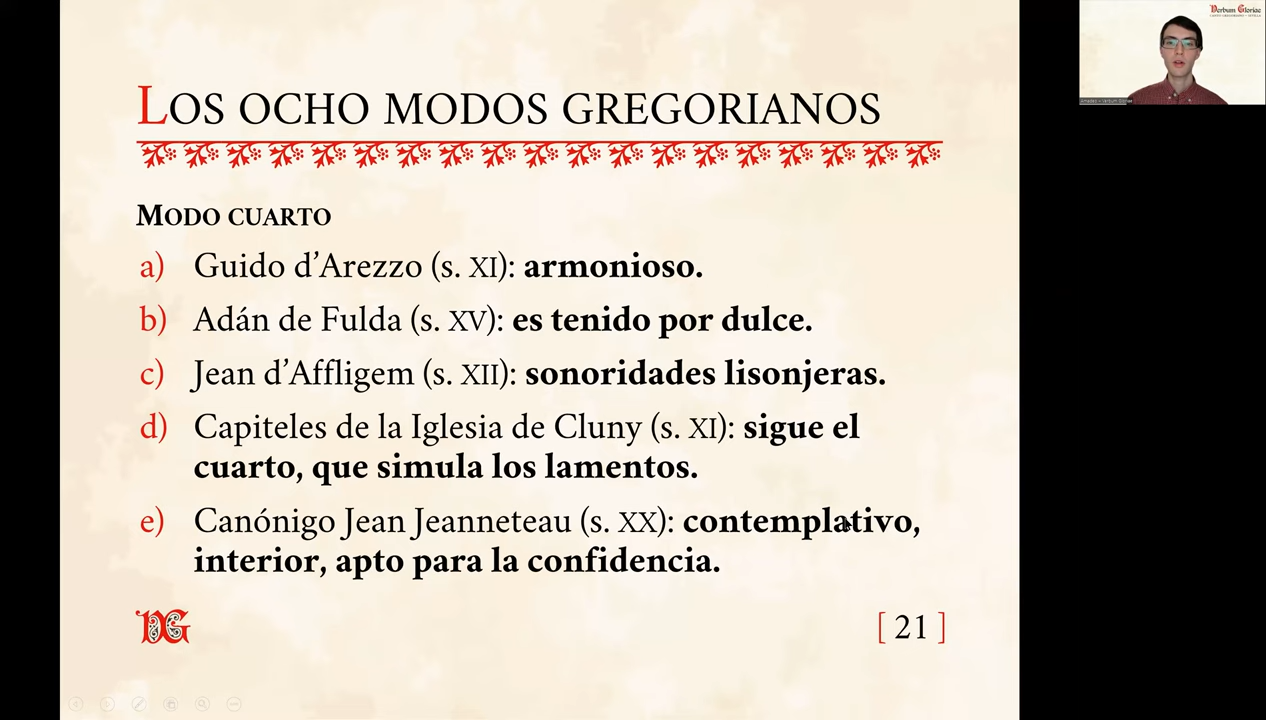 Verbum Gloriae
LOS OCHO MODOS GREGORIANOS
MODO CUARTO
a) Guido d’Arezzo (s. XI): armonioso.
b) Adán de Fulda (s. XV): es tenido por dulce.
c) Jean d’Affligem (s. XII): sonoridades lisonjeras.
d) Capiteles de la Iglesia de Cluny (s. XI): sigue el
cuarto, que simula los lamentos.
e) Canónigo Jean Jeanneteau (s. XX): contemplativo,
interior, apto para la confidencia.
VG
[ 21 ]